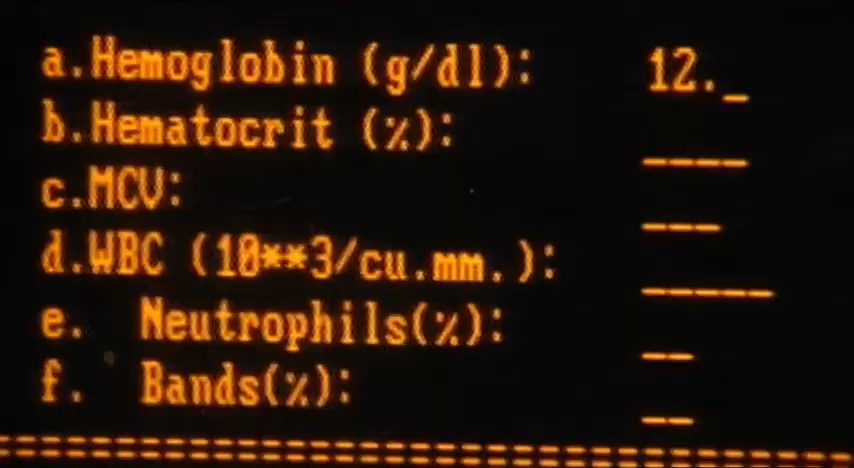 a.Hemoglobin (g/dl): 12._
b.Hematocrit (%): ____
c.MCV: ___
d.WBC (10**3/cu.mm.): _____
e. Neutrophils(%): __
f. Bands(%): __